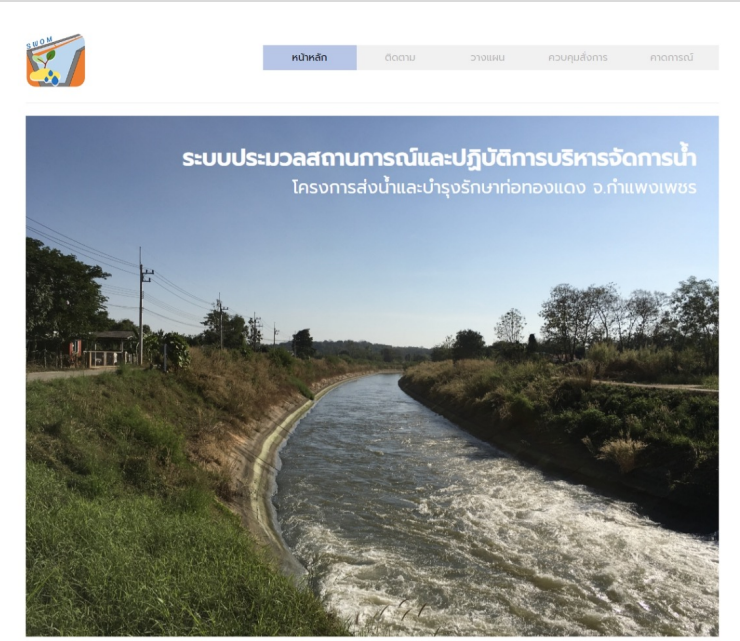 SWOM
หน้าหลัก
ติดตาม
วางแผน
ควบคุมสั่งการ
คาดการณ์
ระบบประมวลสถานการณ์และปฏิบัติการบริหารจัดการน้ำ
โครงการส่งน้ำและบำรุงรักษาท่อทองแดง จ.กำแพงเพชร